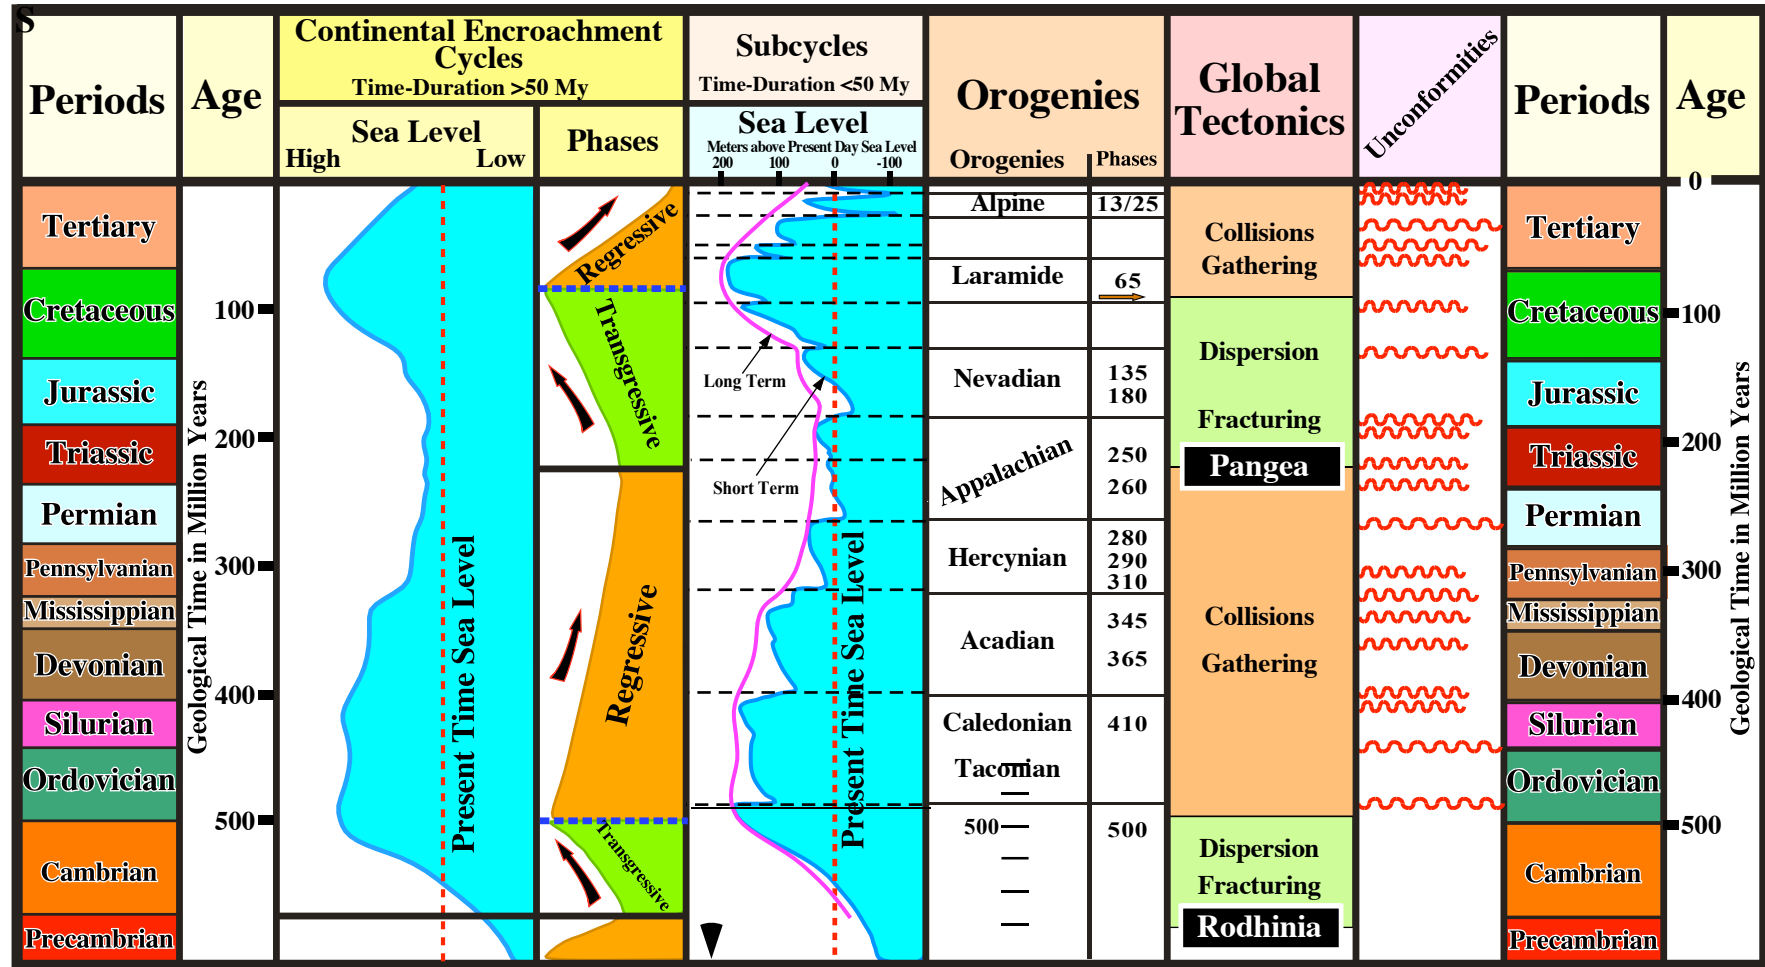 S
Periods
Age
Continental Encroachment
Cycles
Time-Duration >50 My
Sea Level
High
Low
Phases
Subcycles
Time-Duration <50 My
Sea Level
Meters above Present Day Sea Level
200 100 0 -100
Orogenies
Orogenies
Phases
Global
Tectonics
Unconformities
Periods
Age
Tertiary
Cretaceous
Jurassic
Triassic
Permian
Pennsylvanian
Mississippian
Devonian
Silurian
Ordovician
Cambrian
Precambrian
Geological Time in Million Years
100
200
300
400
500
Present Time Sea Level
Regressive
Transgressive
Regressive
Transgressive
Long Term
Short Term
Present Time Sea Level
Alpine
Laramide
Nevadian
Appalachian
Hercynian
Acadian
Caledonian
Taconian
500
13/25
65
135
180
250
260
280
290
310
345
365
410
500
Collisions
Gathering
Dispersion
Fracturing
Pangea
Collisions
Gathering
Dispersion
Fracturing
Rodhinia
Tertiary
Cretaceous
Jurassic
Triassic
Permian
Pennsylvanian
Mississippian
Devonian
Silurian
Ordovician
Cambrian
Precambrian
0
100
200
300
400
500
Geological Time in Million Years